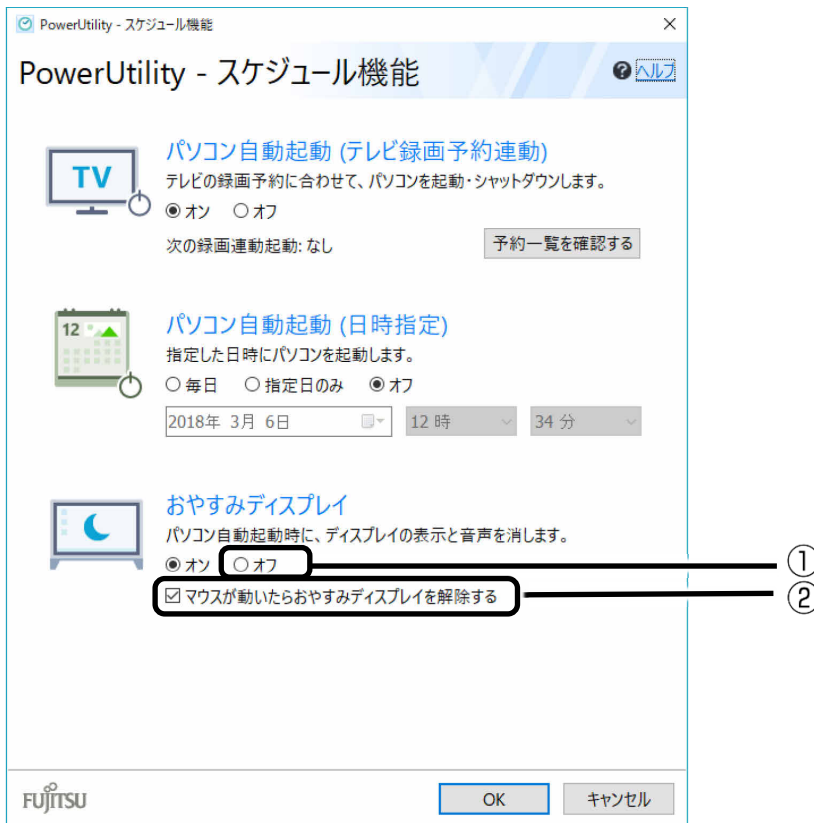 PowerUtility - スケジュール機能
PowerUtility - スケジュール機能
ヘルプ
TV
パソコン自動起動 (テレビ録画予約連動)
テレビの録画予約に合わせて、パソコンを起動・シャットダウンします。
オン オフ
次の録画連動起動: なし 予約一覧を確認する
12
パソコン自動起動 (日時指定)
指定した日時にパソコンを起動します。
毎日 指定日のみ オフ
2018年 3月 6日 12 時 34 分
おやすみディスプレイ
パソコン自動起動時に、ディスプレイの表示と音声を消します。
オン オフ ①
マウスが動いたらおやすみディスプレイを解除する ②
FUJITSU OK キャンセル